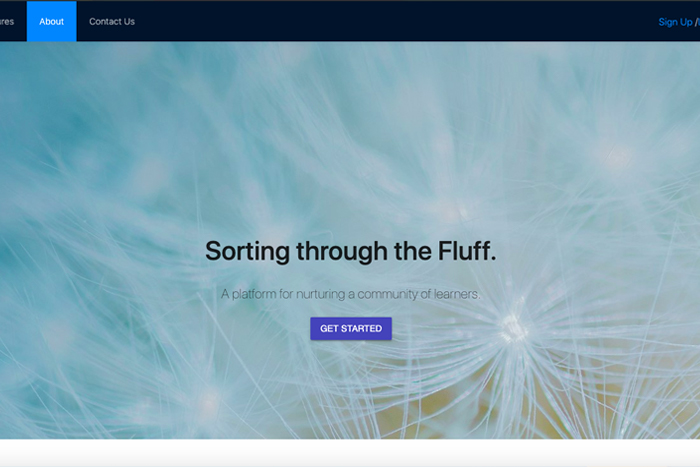 ures About Contact Us Sign Up /
Sorting through the Fluff.
A platform for nurturing a community of learners.
GET STARTED